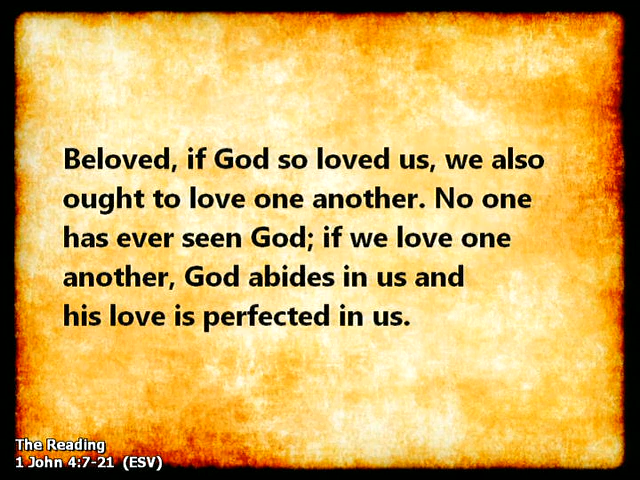 Beloved, if God so loved us, we also
ought to love one another. No one
has ever seen God; if we love one
another, God abides in us and
his love is perfected in us.
The Reading
1 John 4:7-21 (ESV)